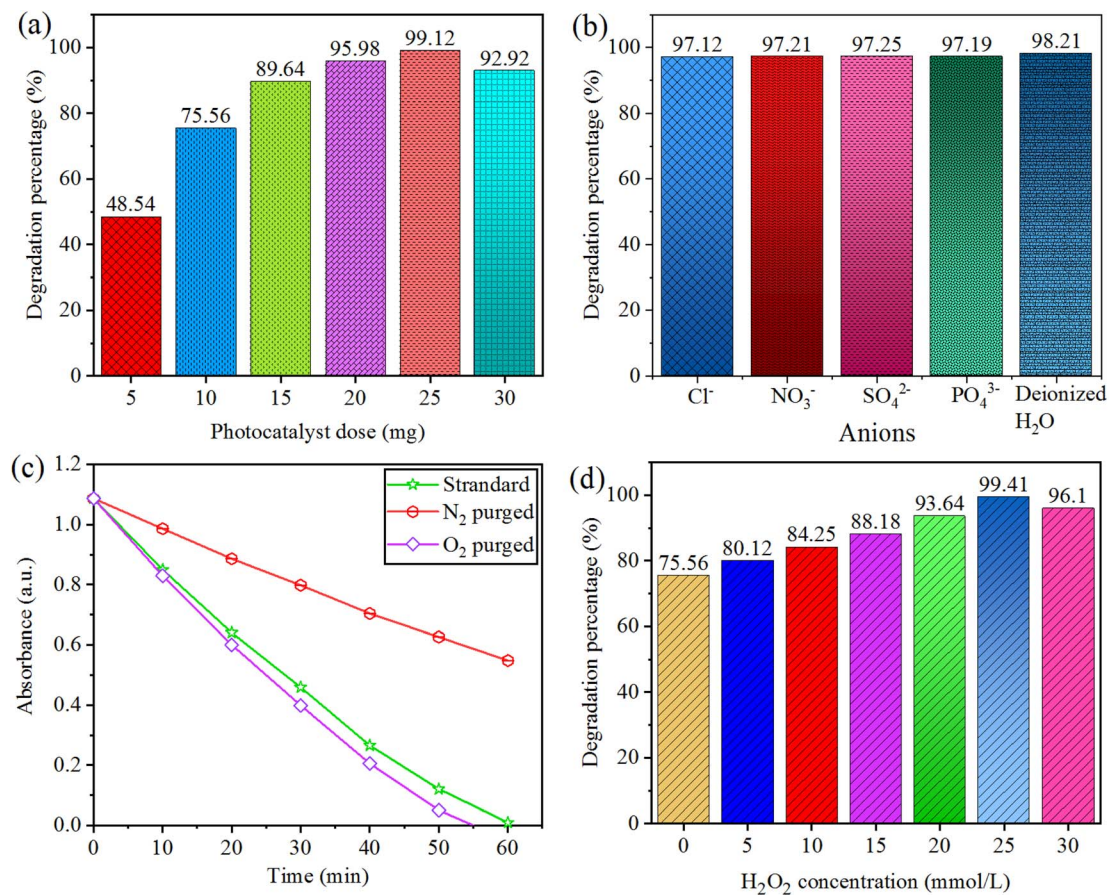 (a)
Degradation percentage (%)
100
80
60
40
20
0
48.54
75.56
89.64
95.98
99.12
92.92
5 10 15 20 25 30
Photocatalyst dose (mg)
(b)
Degradation percentage (%)
100
80
60
40
20
0
97.12 97.21 97.25 97.19 98.21
Cl⁻ NO₃⁻ SO₄²⁻ PO₄³⁻ Deionized
H₂O
Anions
(c)
Absorbance (a.u.)
1.2
1.0
0.8
0.6
0.4
0.2
0.0
Strandard
N₂ purged
O₂ purged
0 10 20 30 40 50 60
Time (min)
(d)
Degradation percentage (%)
100
80
60
40
20
0
75.56
80.12
84.25
88.18
93.64
99.41
96.1
0 5 10 15 20 25 30
H₂O₂ concentration (mmol/L)